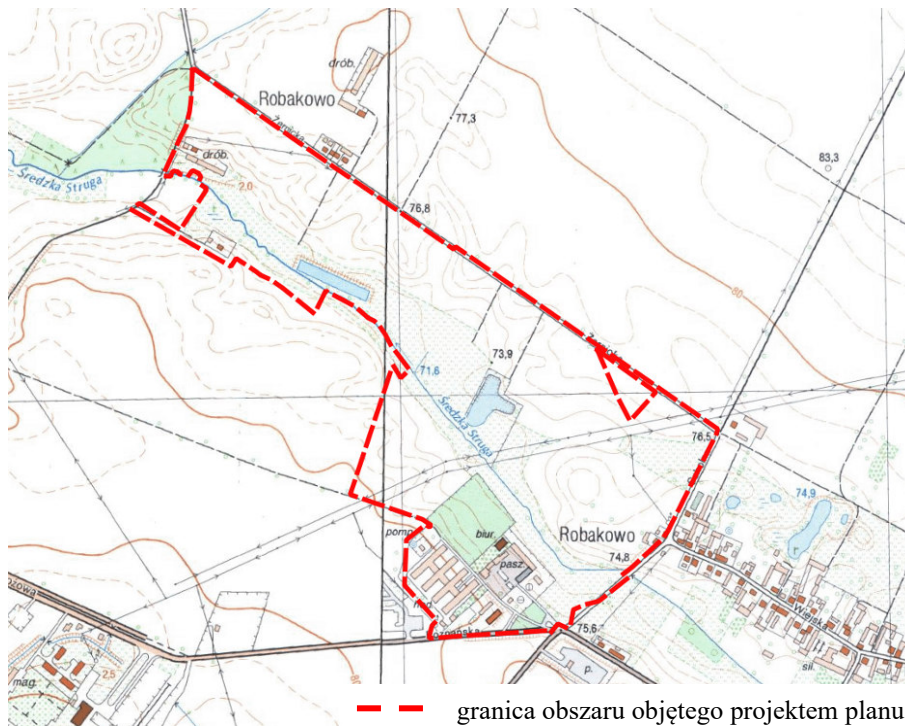 drób.
Robakowo
Żernicka
77,3
83,3
drób.
Średzka Struga
2.0
76,8
80
73,9
71.6
Średzka Struga
76,5
74,9
biur.
Robakowo
pomp.
pasz.
74,8
r
Wiejska
75,6
mag.
2,5
80
p.
sil.
granica obszaru objętego projektem planu